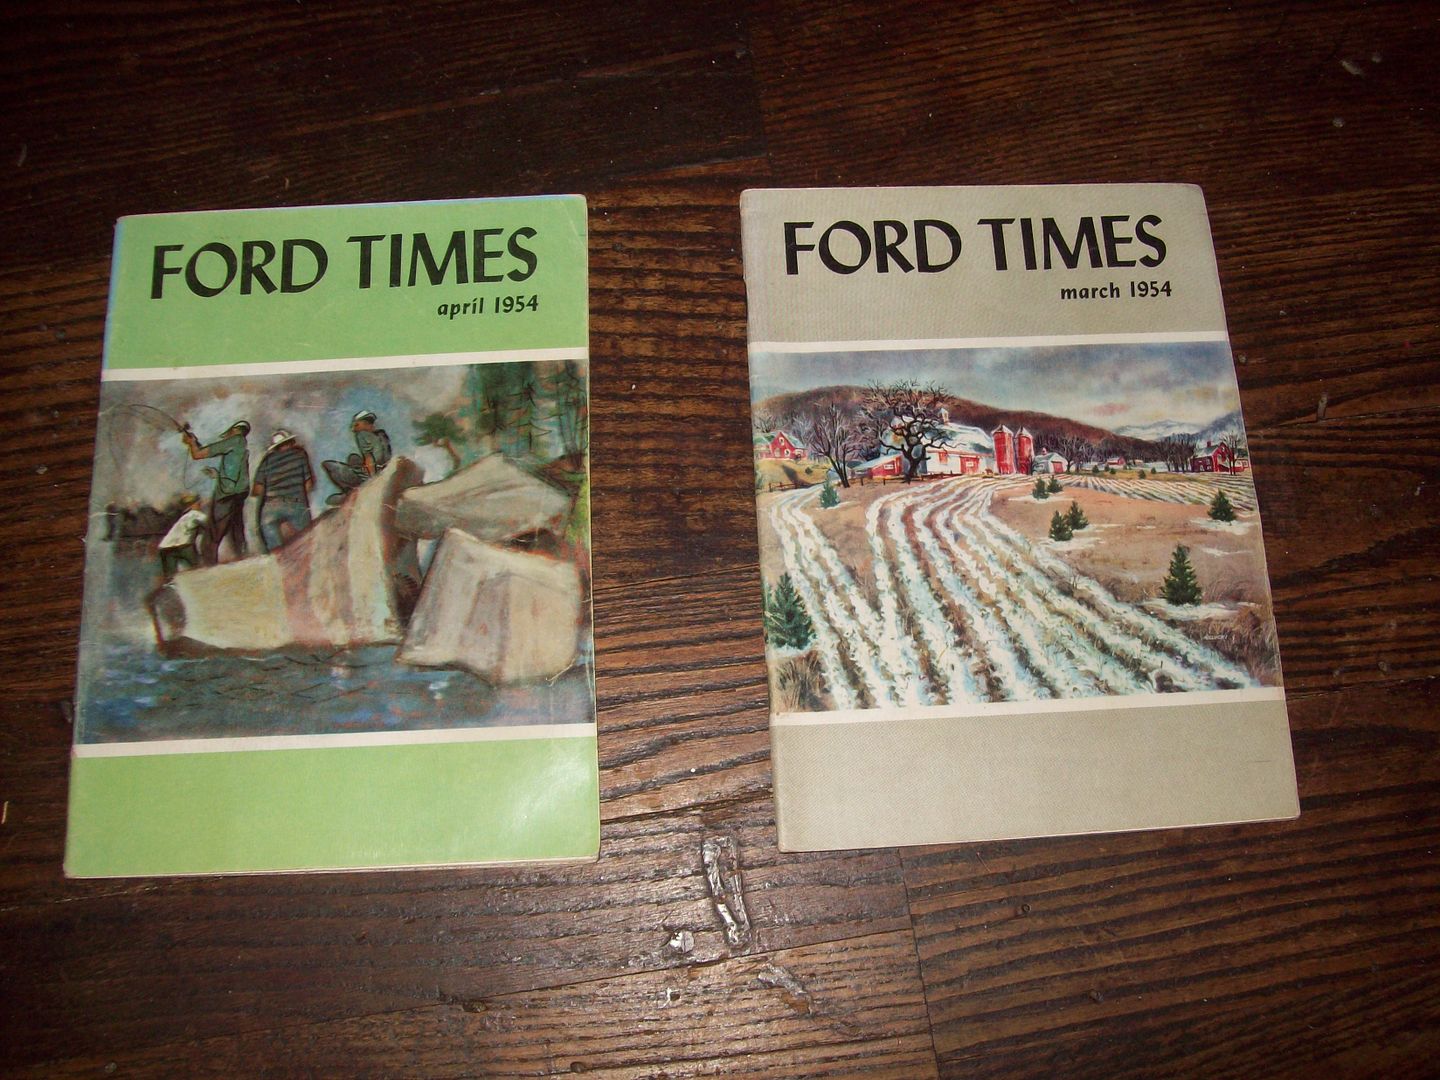 FORD TIMES
april 1954
FORD TIMES
march 1954